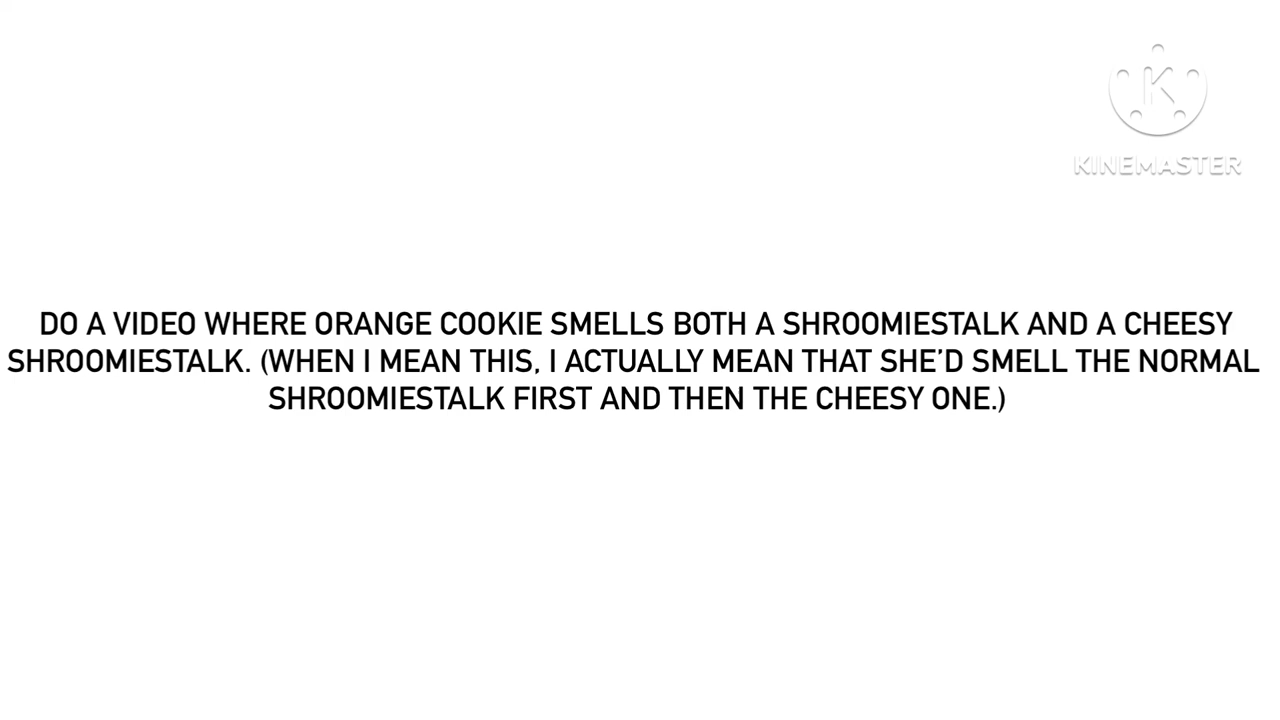 K
KINEMASTER
DO A VIDEO WHERE ORANGE COOKIE SMELLS BOTH A SHROOMIESTALK AND A CHEESY
SHROOMIESTALK. (WHEN I MEAN THIS, I ACTUALLY MEAN THAT SHE’D SMELL THE NORMAL
SHROOMIESTALK FIRST AND THEN THE CHEESY ONE.)